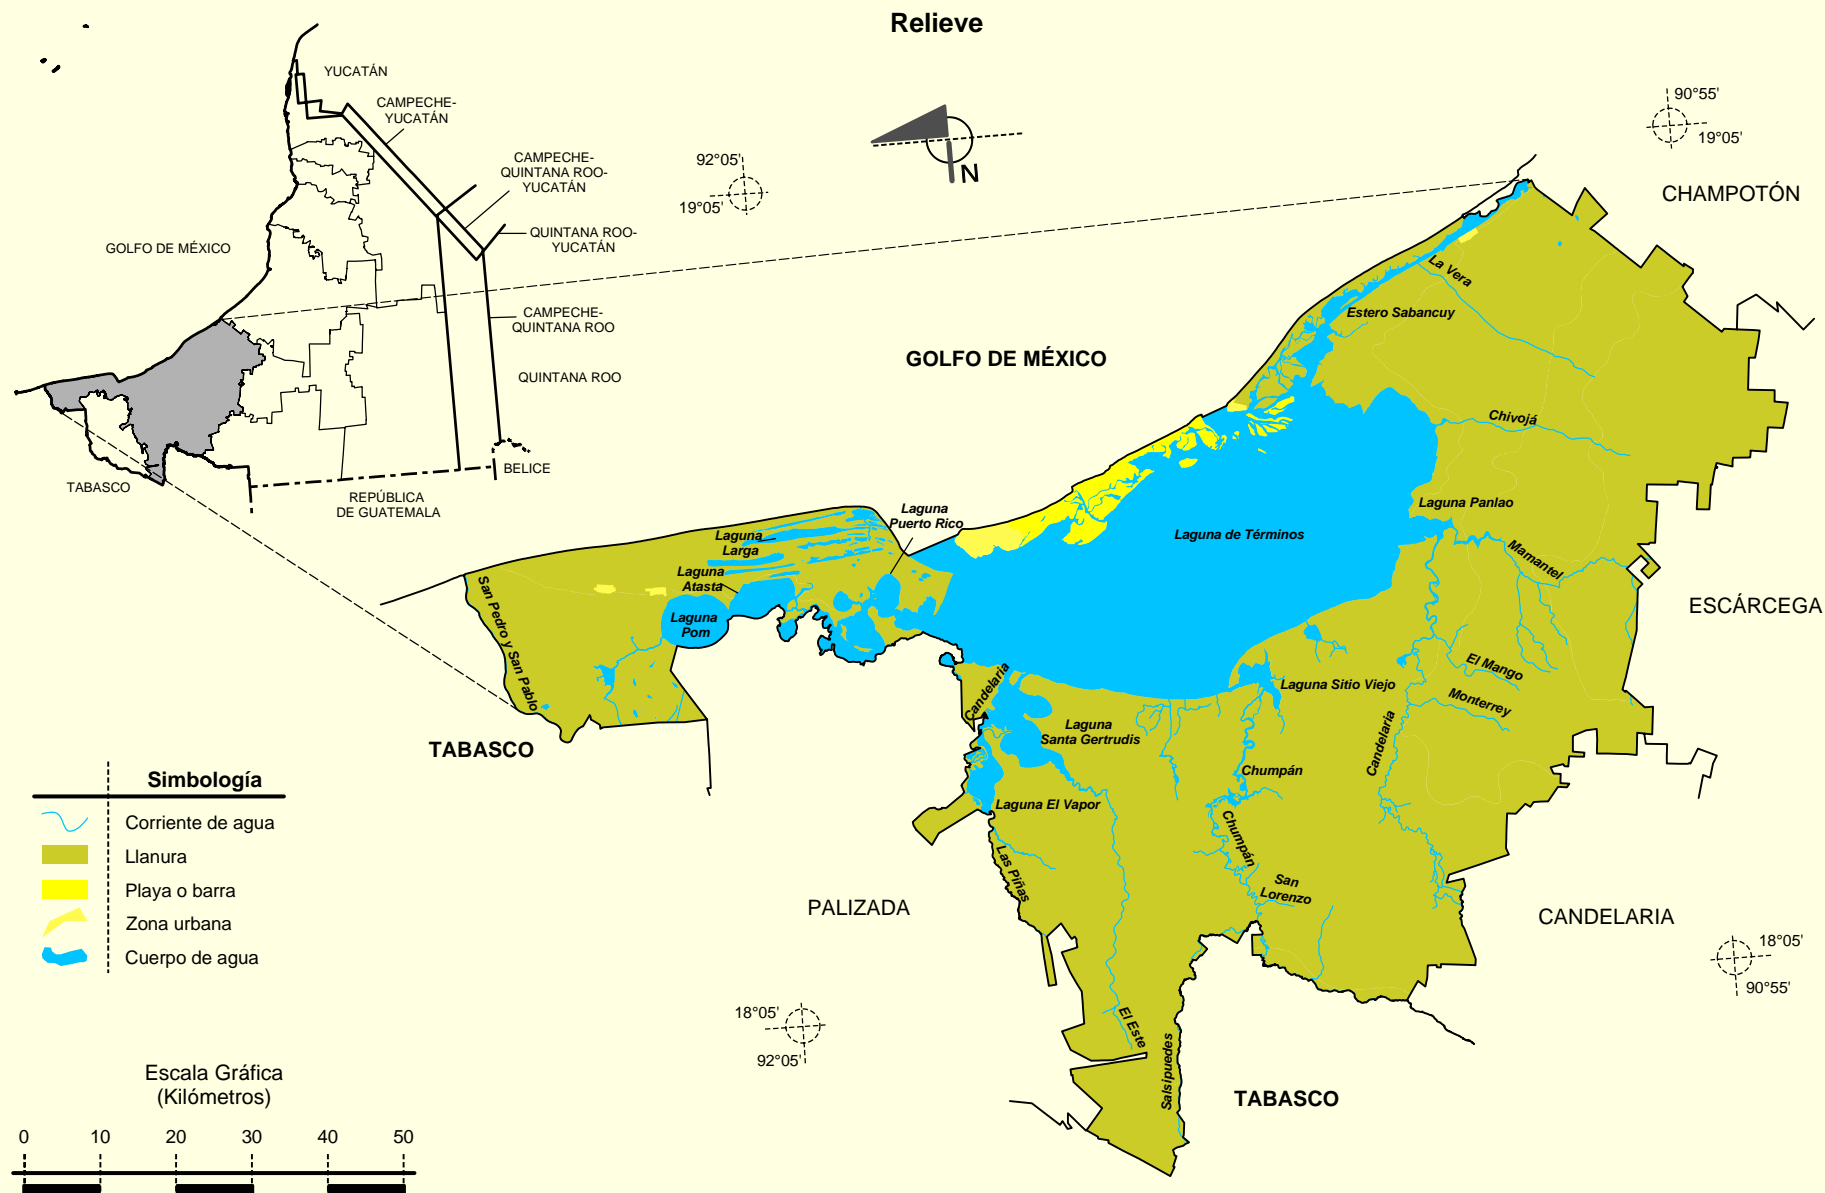 Relieve
YUCATÁN
CAMPECHE-
YUCATÁN
CAMPECHE-
QUINTANA ROO-
YUCATÁN
QUINTANA ROO-
YUCATÁN
GOLFO DE MÉXICO
CAMPECHE-
QUINTANA ROO
QUINTANA ROO
BELICE
TABASCO
REPÚBLICA
DE GUATEMALA
92°05'
19°05'
N
90°55'
19°05'
CHAMPOTÓN
La Vera
Estero Sabancuy
GOLFO DE MÉXICO
Chivojá
Laguna Panlao
Laguna
Puerto Rico
Laguna de Términos
Laguna
Larga
Mamantel
Laguna
Atasta
San Pedro y San Pablo
Laguna
Pom
ESCÁRCEGA
El Mango
Candelaria
Laguna Sitio Viejo
Monterrey
Laguna
Santa Gertrudis
Candelaria
TABASCO
Chumpán
Laguna El Vapor
Chumpán
Las Piñas
San
Lorenzo
PALIZADA
CANDELARIA
Simbología
Corriente de agua
Llanura
Playa o barra
Zona urbana
Cuerpo de agua
18°05'
90°55'
18°05'
92°05'
El Este
Salsipuedes
TABASCO
Escala Gráfica
(Kilómetros)
0 10 20 30 40 50